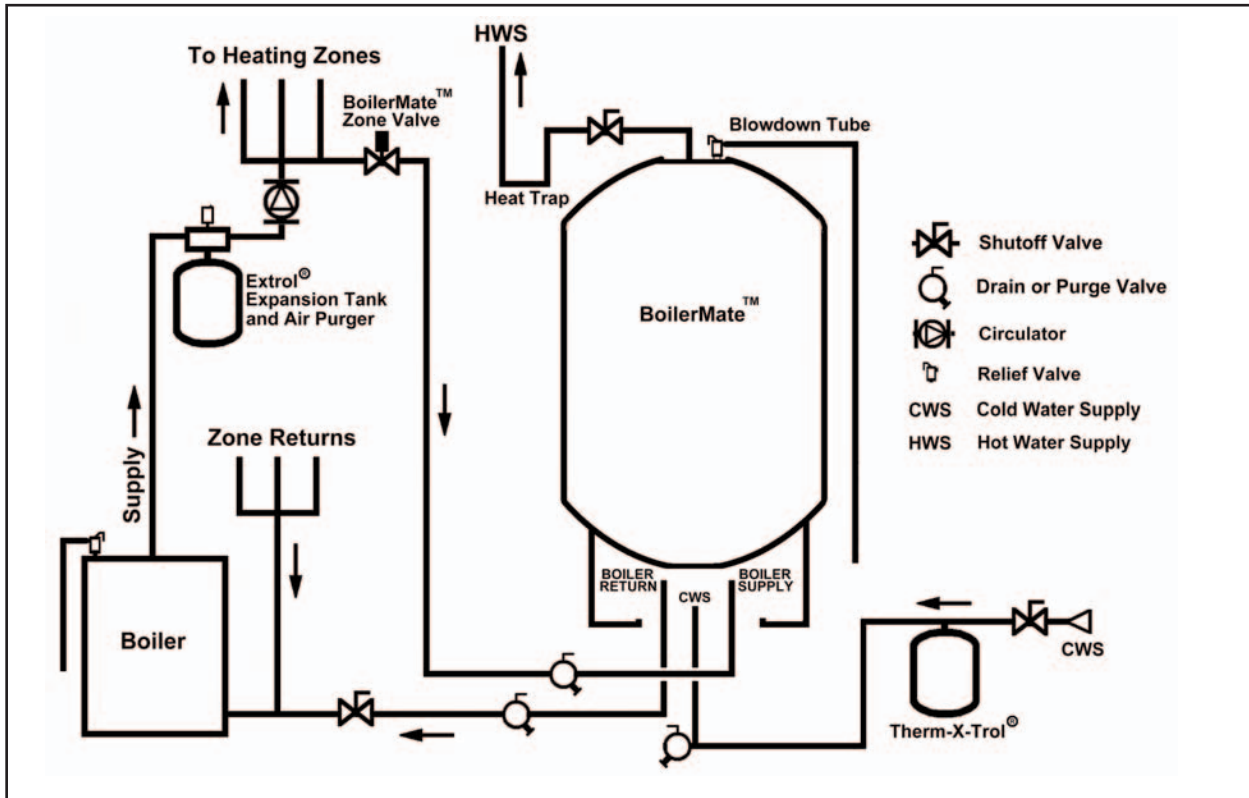 HWS
To Heating Zones
BoilerMate™
Zone Valve
Blowdown Tube
Heat Trap
Extrol®
Expansion Tank
and Air Purger
BoilerMate™
Shutoff Valve
Drain or Purge Valve
Circulator
Relief Valve
CWS Cold Water Supply
HWS Hot Water Supply
Supply
Zone Returns
BOILER
RETURN
CWS
BOILER
SUPPLY
Boiler
CWS
Therm-X-Trol®